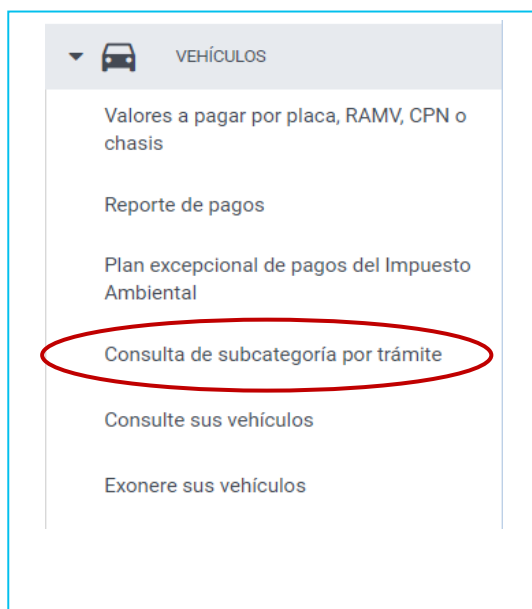 VEHÍCULOS
Valores a pagar por placa, RAMV, CPN o
chasis
Reporte de pagos
Plan excepcional de pagos del Impuesto
Ambiental
Consulta de subcategoría por trámite
Consulte sus vehículos
Exonere sus vehículos